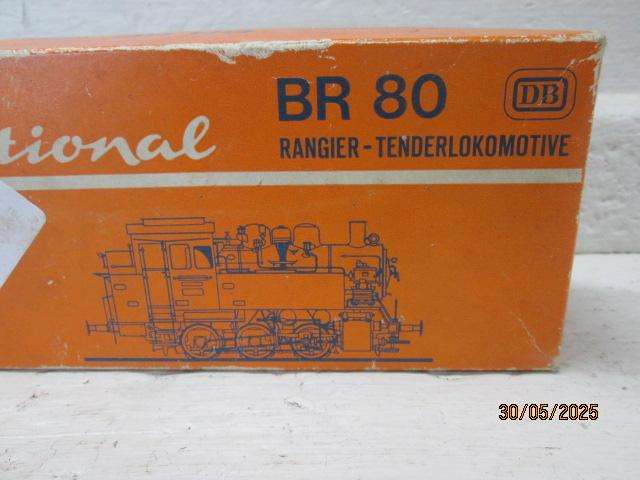 BR 80
DB
tional
RANGIER-TENDERLOKOMOTIVE
30/05/2025